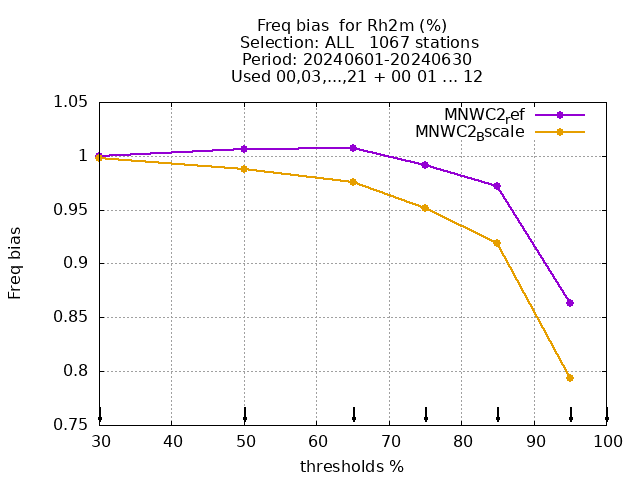 Freq bias  for Rh2m (%)
Selection: ALL   1067 stations
Period: 20240601-20240630
Used 00,03,...,21 + 00 01 ... 12
MNWC2ref
MNWC2Bscale
1.05
1
0.95
0.9
0.85
0.8
0.75
Freq bias
30 40 50 60 70 80 90 100
thresholds %